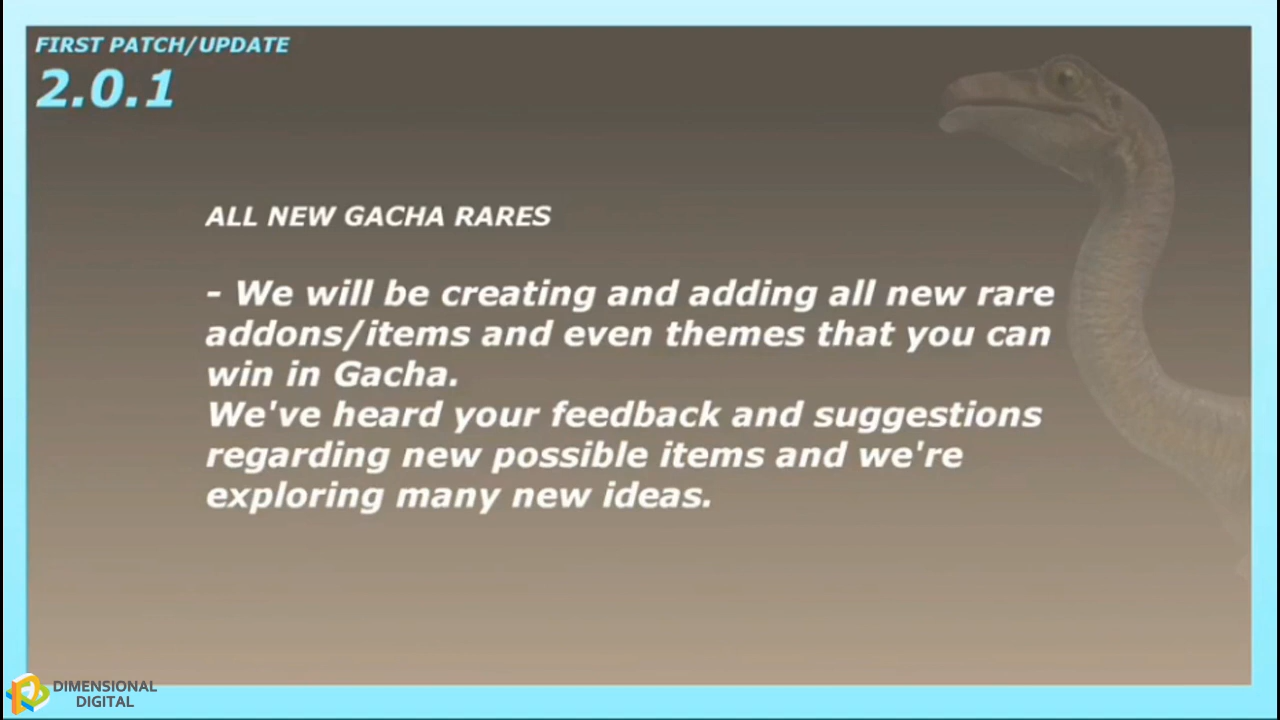 FIRST PATCH/UPDATE
2.0.1
ALL NEW GACHA RARES
- We will be creating and adding all new rare
addons/items and even themes that you can
win in Gacha.
We've heard your feedback and suggestions
regarding new possible items and we're
exploring many new ideas.
DIMENSIONAL
DIGITAL